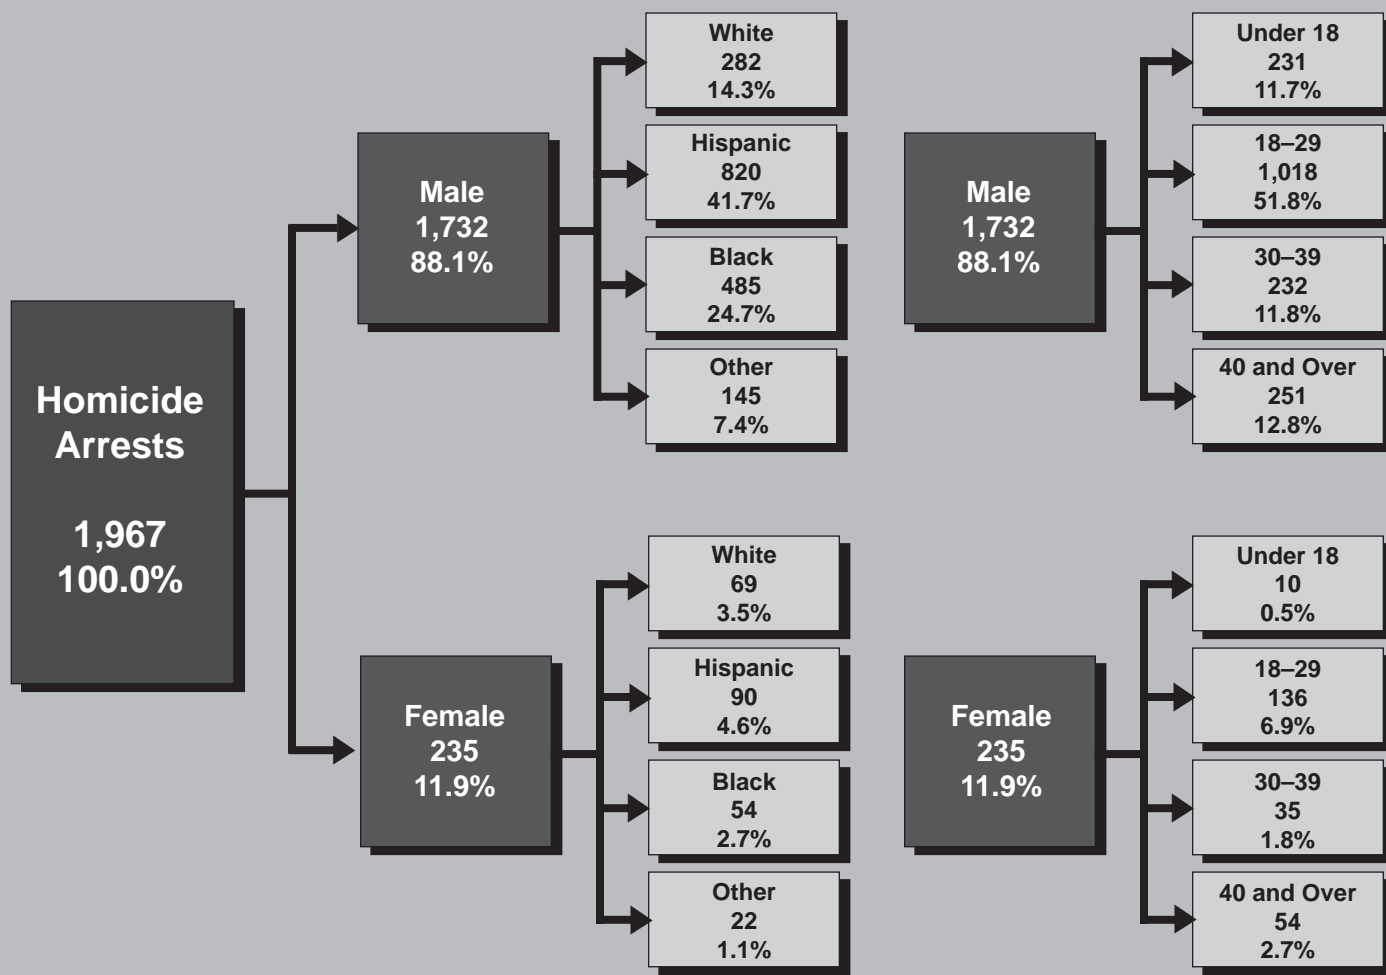 Homicide
Arrests
1,967
100.0%
Male
1,732
88.1%
White
282
14.3%
Hispanic
820
41.7%
Black
485
24.7%
Other
145
7.4%
Female
235
11.9%
White
69
3.5%
Hispanic
90
4.6%
Black
54
2.7%
Other
22
1.1%
Male
1,732
88.1%
Under 18
231
11.7%
18–29
1,018
51.8%
30–39
232
11.8%
40 and Over
251
12.8%
Female
235
11.9%
Under 18
10
0.5%
18–29
136
6.9%
30–39
35
1.8%
40 and Over
54
2.7%